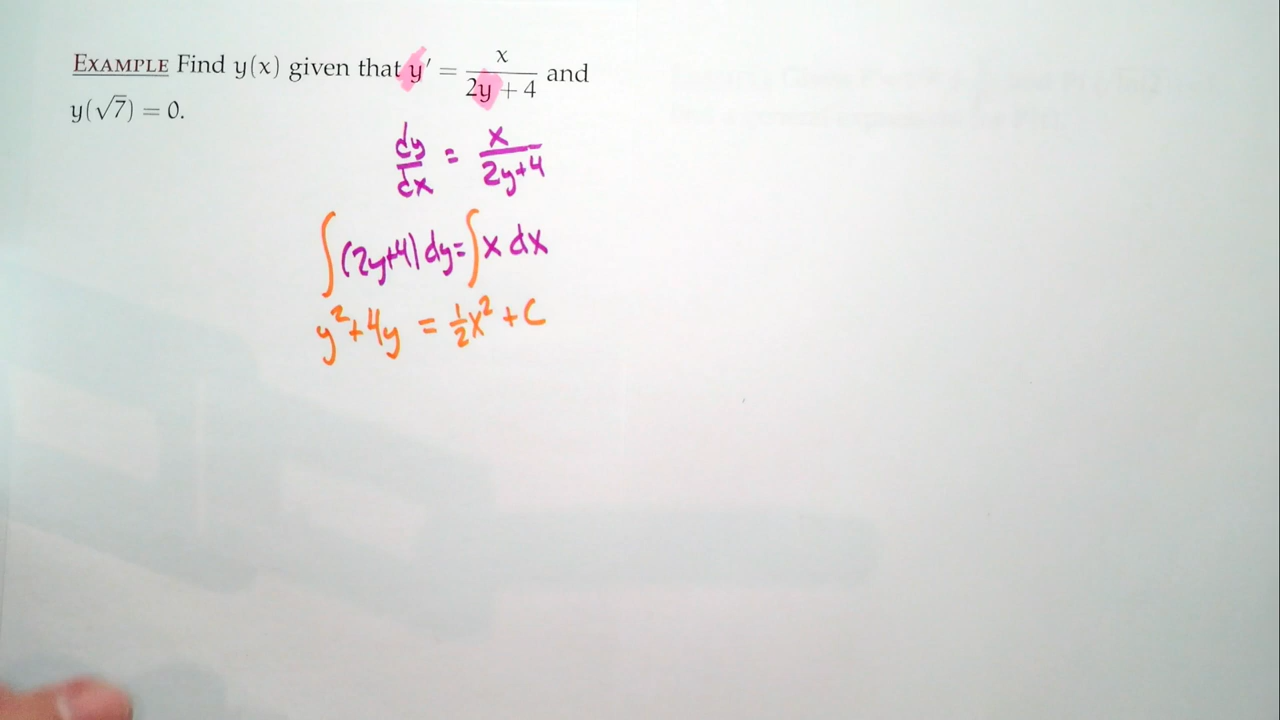 EXAMPLE Find y(x) given that y′ = x/(2y + 4) and
y(√7) = 0.
dy/dx = x/(2y+4)
∫(2y+4) dy = ∫x dx
y² + 4y = ½x² + C